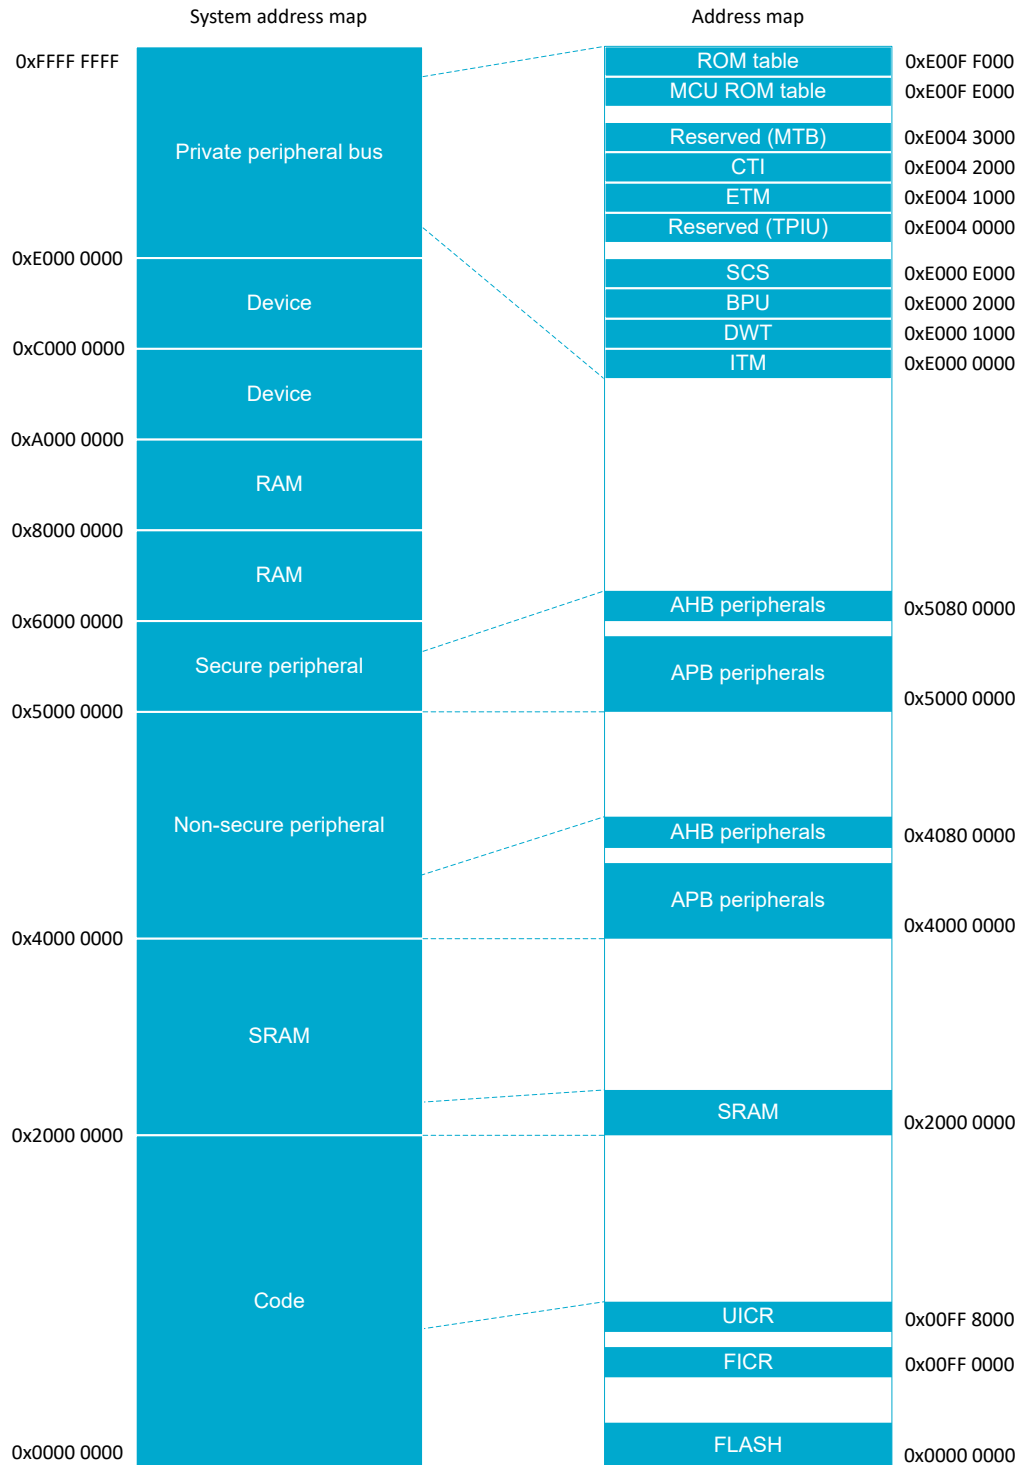 System address map
Address map
0xFFFF FFFF
Private peripheral bus
0xE000 0000
Device
0xC000 0000
Device
0xA000 0000
RAM
0x8000 0000
RAM
0x6000 0000
Secure peripheral
0x5000 0000
Non-secure peripheral
0x4000 0000
SRAM
0x2000 0000
Code
0x0000 0000
ROM table
0xE00F F000
MCU ROM table
0xE00F E000
Reserved (MTB)
0xE004 3000
CTI
0xE004 2000
ETM
0xE004 1000
Reserved (TPIU)
0xE004 0000
SCS
0xE000 E000
BPU
0xE000 2000
DWT
0xE000 1000
ITM
0xE000 0000
AHB peripherals
0x5080 0000
APB peripherals
0x5000 0000
AHB peripherals
0x4080 0000
APB peripherals
0x4000 0000
SRAM
0x2000 0000
UICR
0x00FF 8000
FICR
0x00FF 0000
FLASH
0x0000 0000